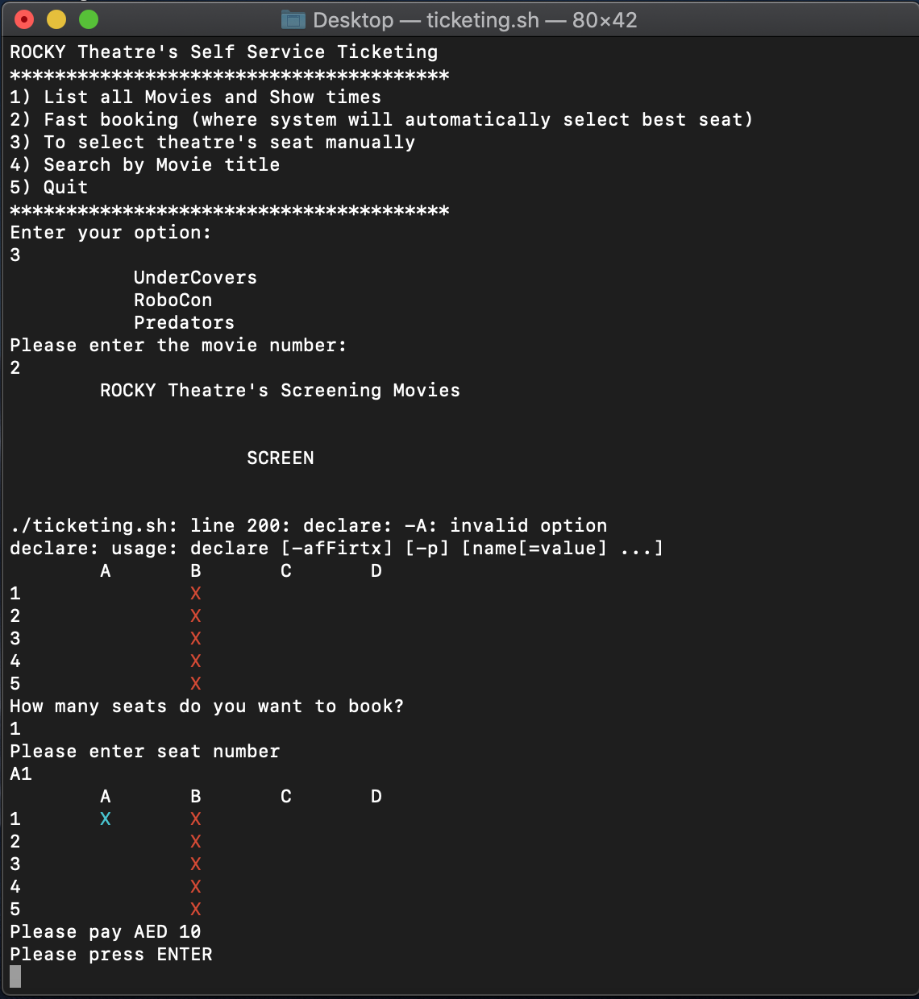 Desktop — ticketing.sh — 80×42
ROCKY Theatre's Self Service Ticketing
***************************************
1) List all Movies and Show times
2) Fast booking (where system will automatically select best seat)
3) To select theatre's seat manually
4) Search by Movie title
5) Quit
***************************************
Enter your option:
3
UnderCovers
RoboCon
Predators
Please enter the movie number:
2
ROCKY Theatre's Screening Movies
SCREEN
./ticketing.sh: line 200: declare: -A: invalid option
declare: usage: declare [-afFirtx] [-p] [name[=value] ...]
A B C D
1 X
2 X
3 X
4 X
5 X
How many seats do you want to book?
1
Please enter seat number
A1
A B C D
1 X X
2 X
3 X
4 X
5 X
Please pay AED 10
Please press ENTER